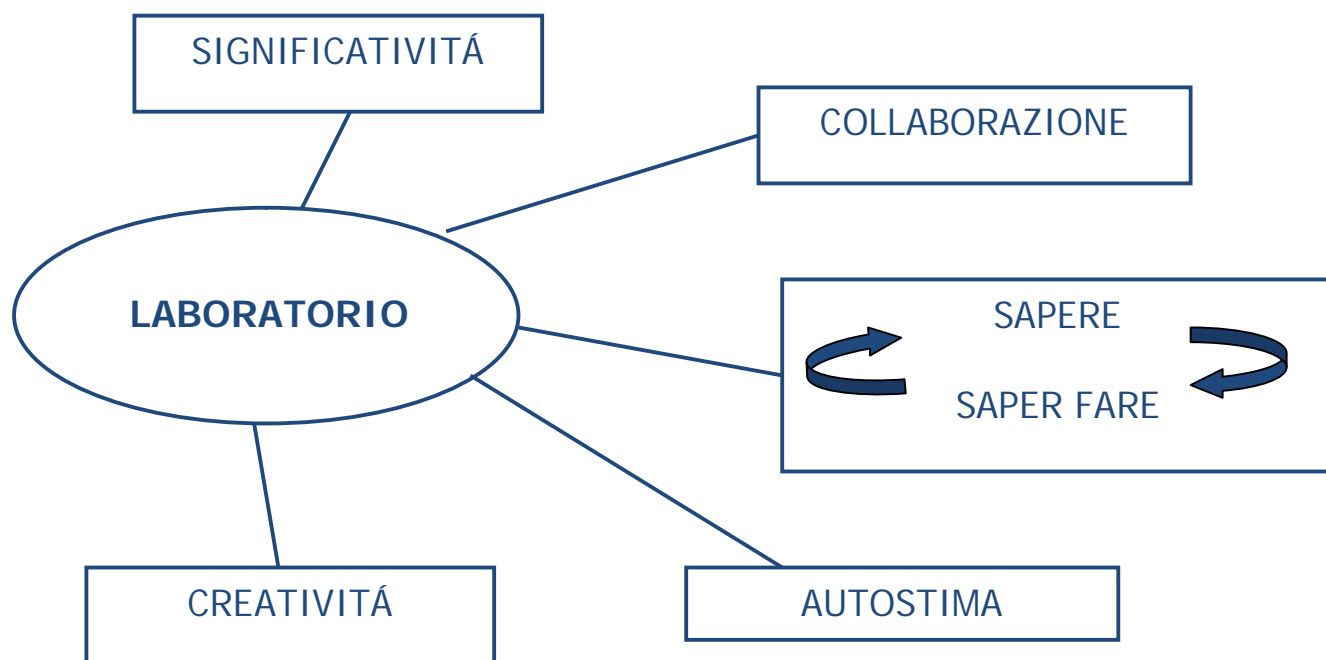 SIGNIFICATIVITÁ
COLLABORAZIONE
LABORATORIO
SAPERE
SAPER FARE
CREATIVITÁ
AUTOSTIMA